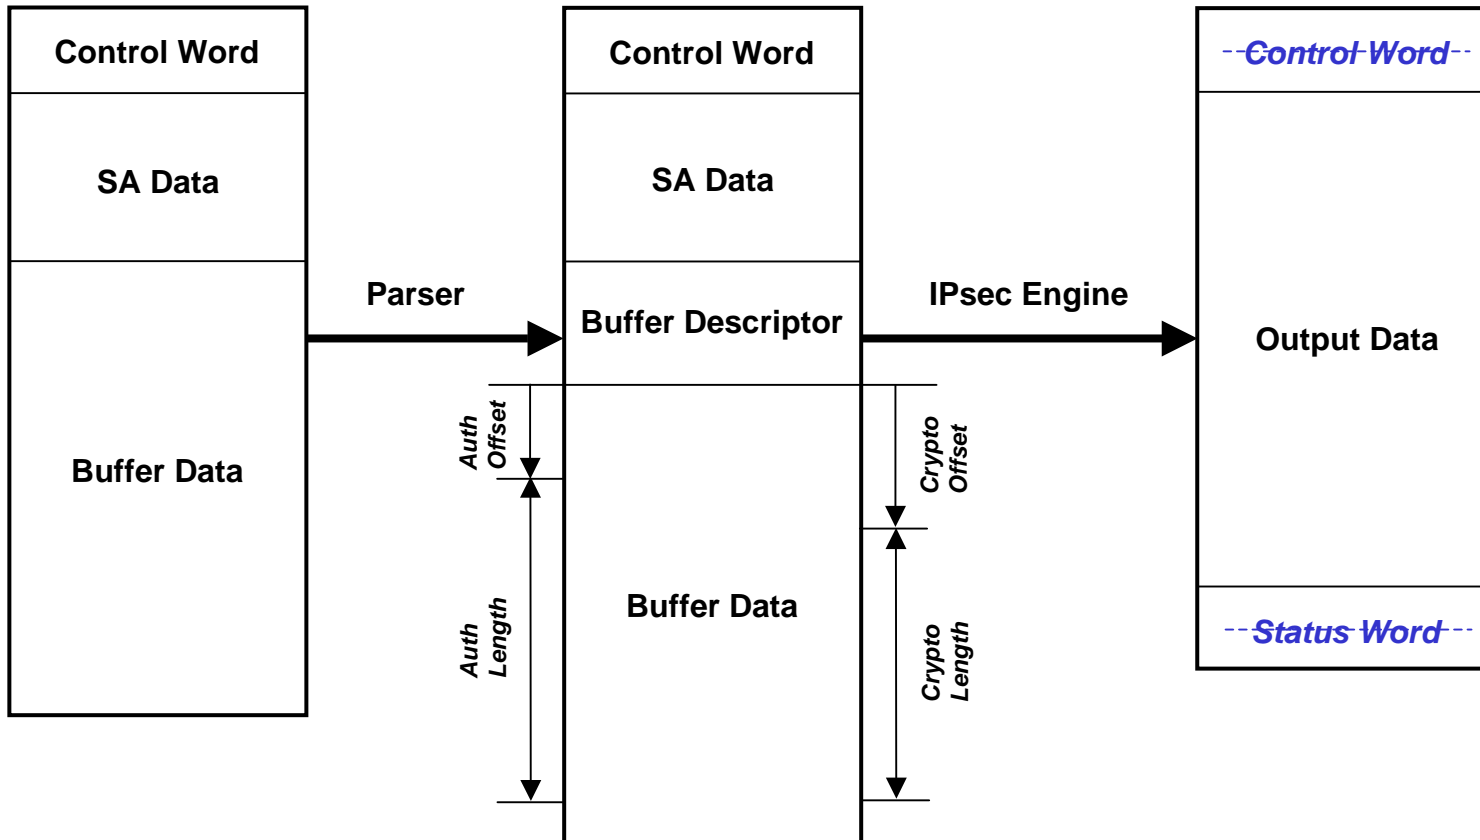 Control Word
SA Data
Buffer Data
Parser
Control Word
SA Data
Buffer Descriptor
Auth
Offset
Auth
Length
Buffer Data
Crypto
Offset
Crypto
Length
IPsec Engine
Control Word
Output Data
Status Word